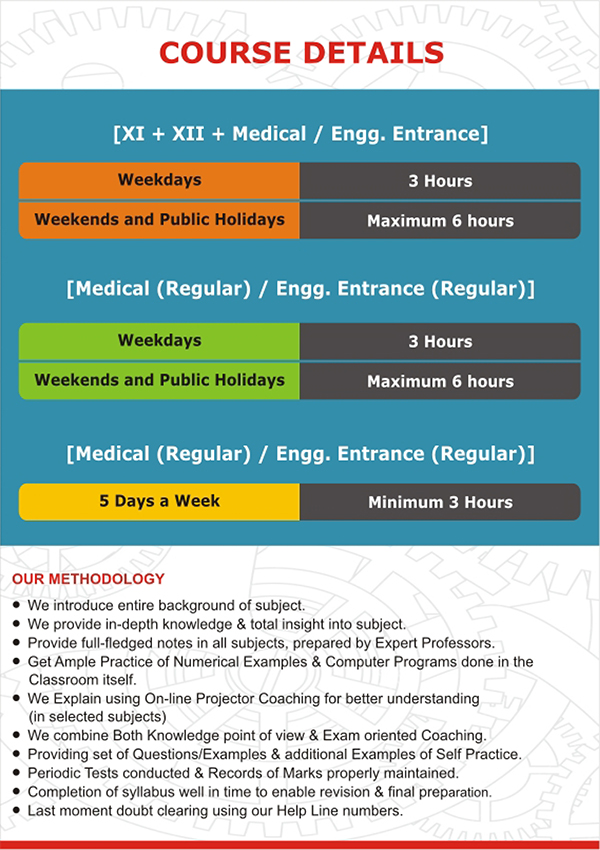 COURSE DETAILS
[XI + XII + Medical / Engg. Entrance]
Weekdays 3 Hours
Weekends and Public Holidays Maximum 6 hours
[Medical (Regular) / Engg. Entrance (Regular)]
Weekdays 3 Hours
Weekends and Public Holidays Maximum 6 hours
[Medical (Regular) / Engg. Entrance (Regular)]
5 Days a Week Minimum 3 Hours
OUR METHODOLOGY
• We introduce entire background of subject.
• We provide in-depth knowledge & total insight into subject.
• Provide full-fledged notes in all subjects, prepared by Expert Professors.
• Get Ample Practice of Numerical Examples & Computer Programs done in the
Classroom itself.
• We Explain using On-line Projector Coaching for better understanding
(in selected subjects)
• We combine Both Knowledge point of view & Exam oriented Coaching.
• Providing set of Questions/Examples & additional Examples of Self Practice.
• Periodic Tests conducted & Records of Marks properly maintained.
• Completion of syllabus well in time to enable revision & final preparation.
• Last moment doubt clearing using our Help Line numbers.